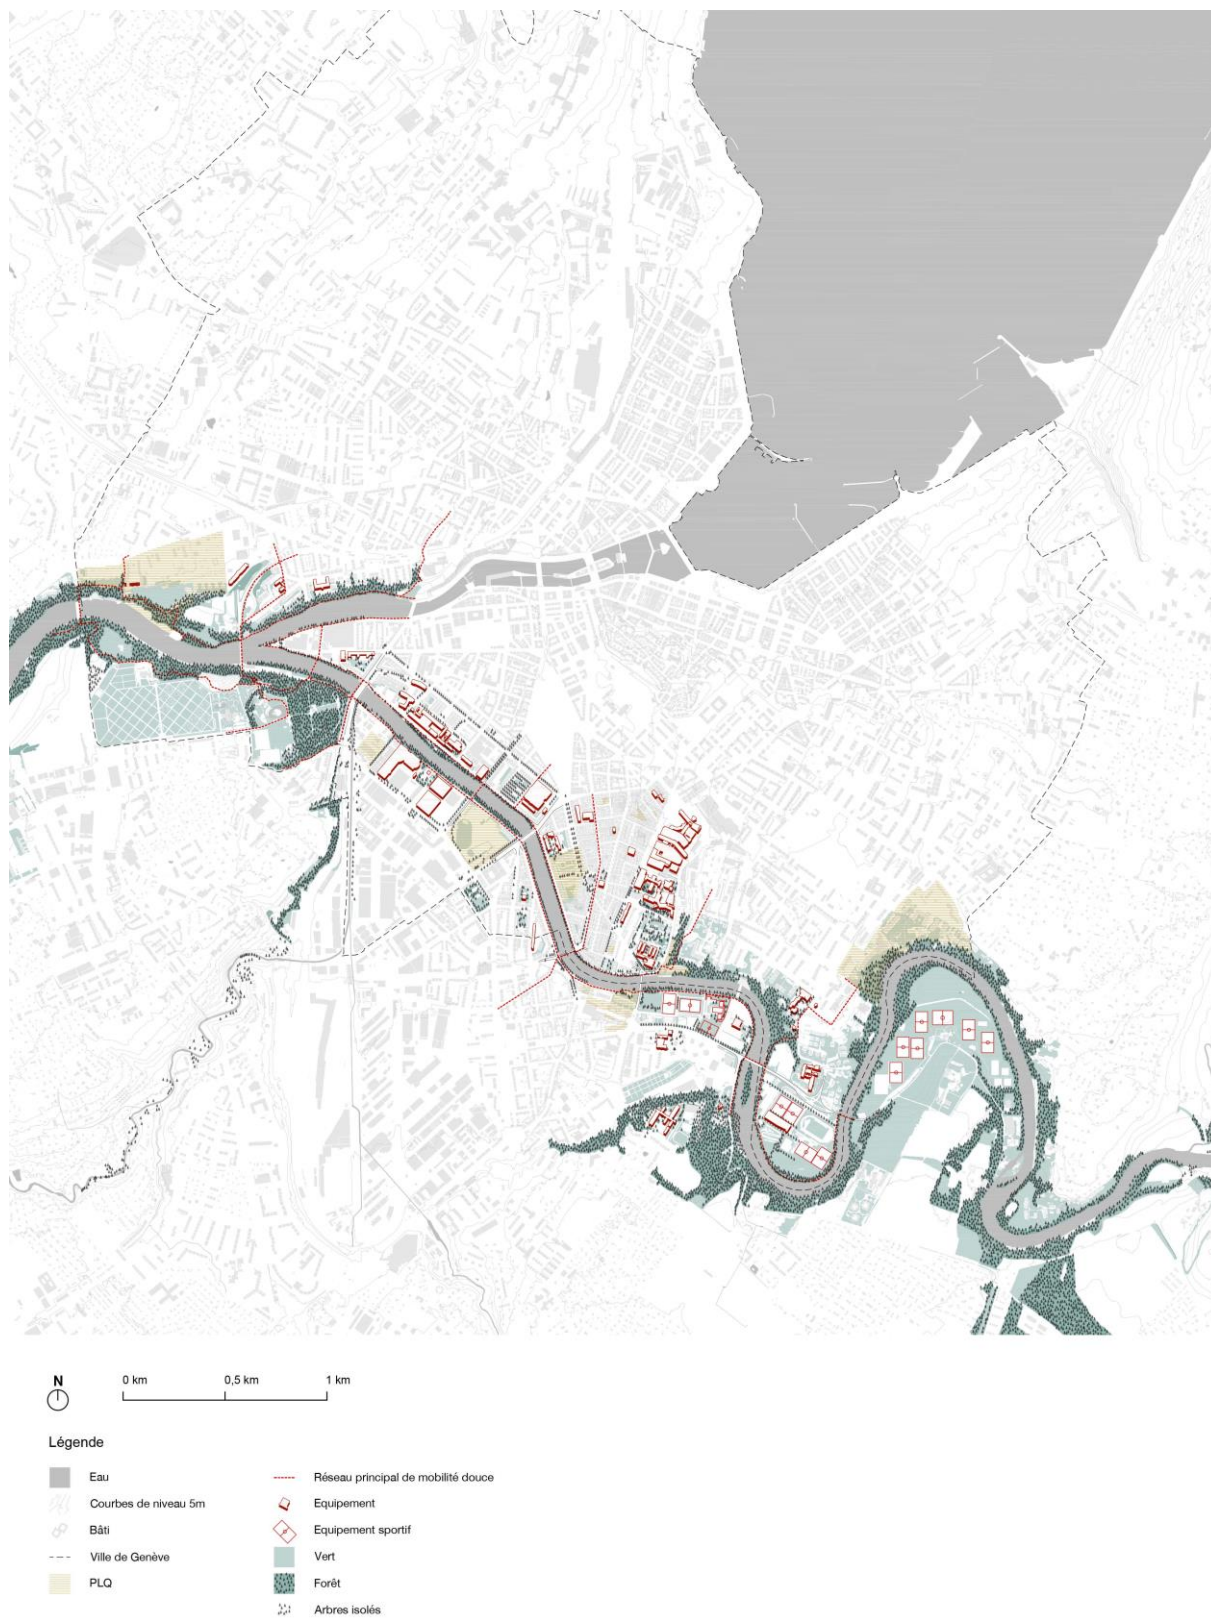 N
0 km 0,5 km 1 km
Légende
Eau
Courbes de niveau 5m
Bâti
Ville de Genève
PLQ
Réseau principal de mobilité douce
Equipement
Equipement sportif
Vert
Forêt
Arbres isolés